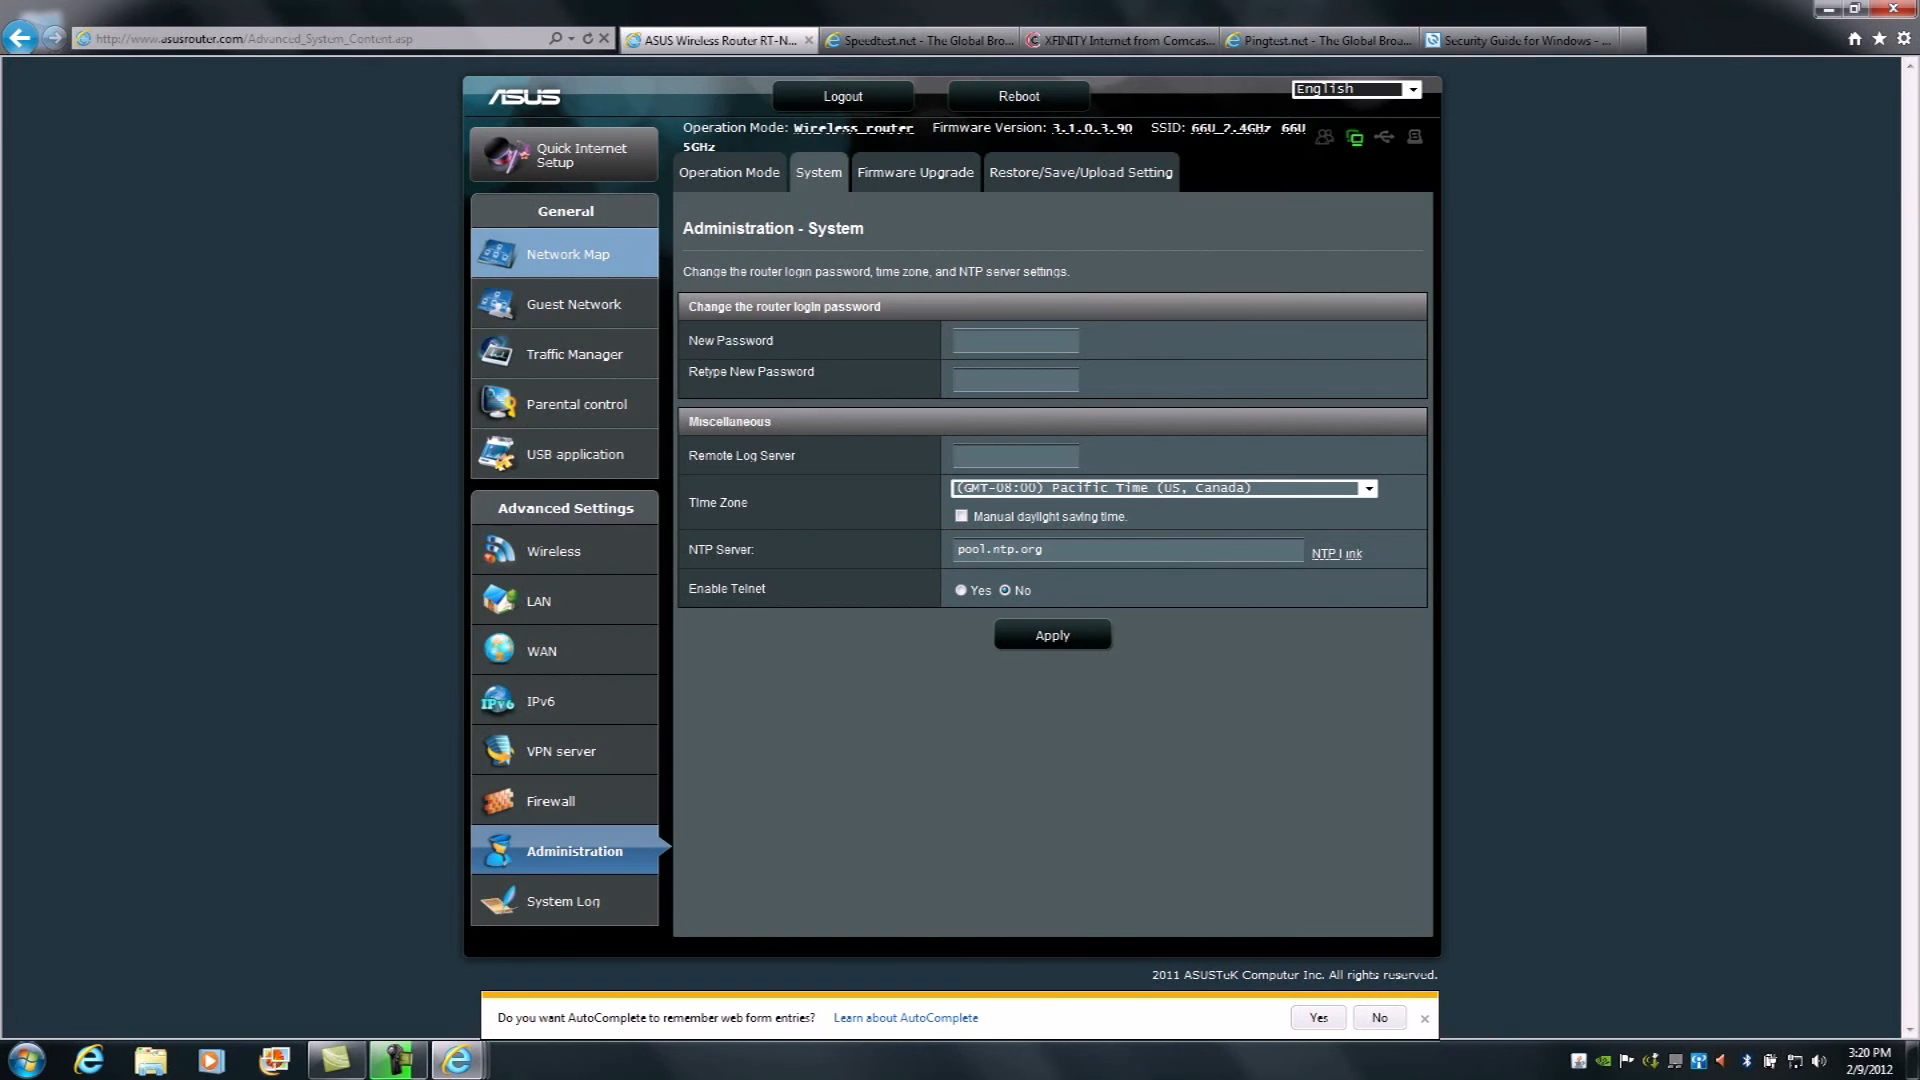 http://www.asusrouter.com/Advanced_System_Content.asp
ASUS Wireless Router RT-N...
Speedtest.net - The Global Bro...
XFINITY Internet from Comcas...
Pingtest.net - The Global Broa...
Security Guide for Windows - ...
ASUS
Logout
Reboot
English
Operation Mode: Wireless router Firmware Version: 3.1.0.3.90 SSID: 66U_2.4GHz 66U
5GHz
Quick Internet
Setup
Operation Mode
System
Firmware Upgrade
Restore/Save/Upload Setting
General
Network Map
Guest Network
Traffic Manager
Parental control
USB application
Advanced Settings
Wireless
LAN
WAN
IPv6
IPv6
VPN server
Firewall
Administration
System Log
Administration - System
Change the router login password, time zone, and NTP server settings.
Change the router login password
New Password
Retype New Password
Miscellaneous
Remote Log Server
Time Zone
(GMT-08:00) Pacific Time (US, Canada)
Manual daylight saving time.
NTP Server:
pool.ntp.org
NTP Link
Enable Telnet
Yes No
Apply
2011 ASUSTeK Computer Inc. All rights reserved.
Do you want AutoComplete to remember web form entries? Learn about AutoComplete
Yes
No
3:20 PM
2/9/2012